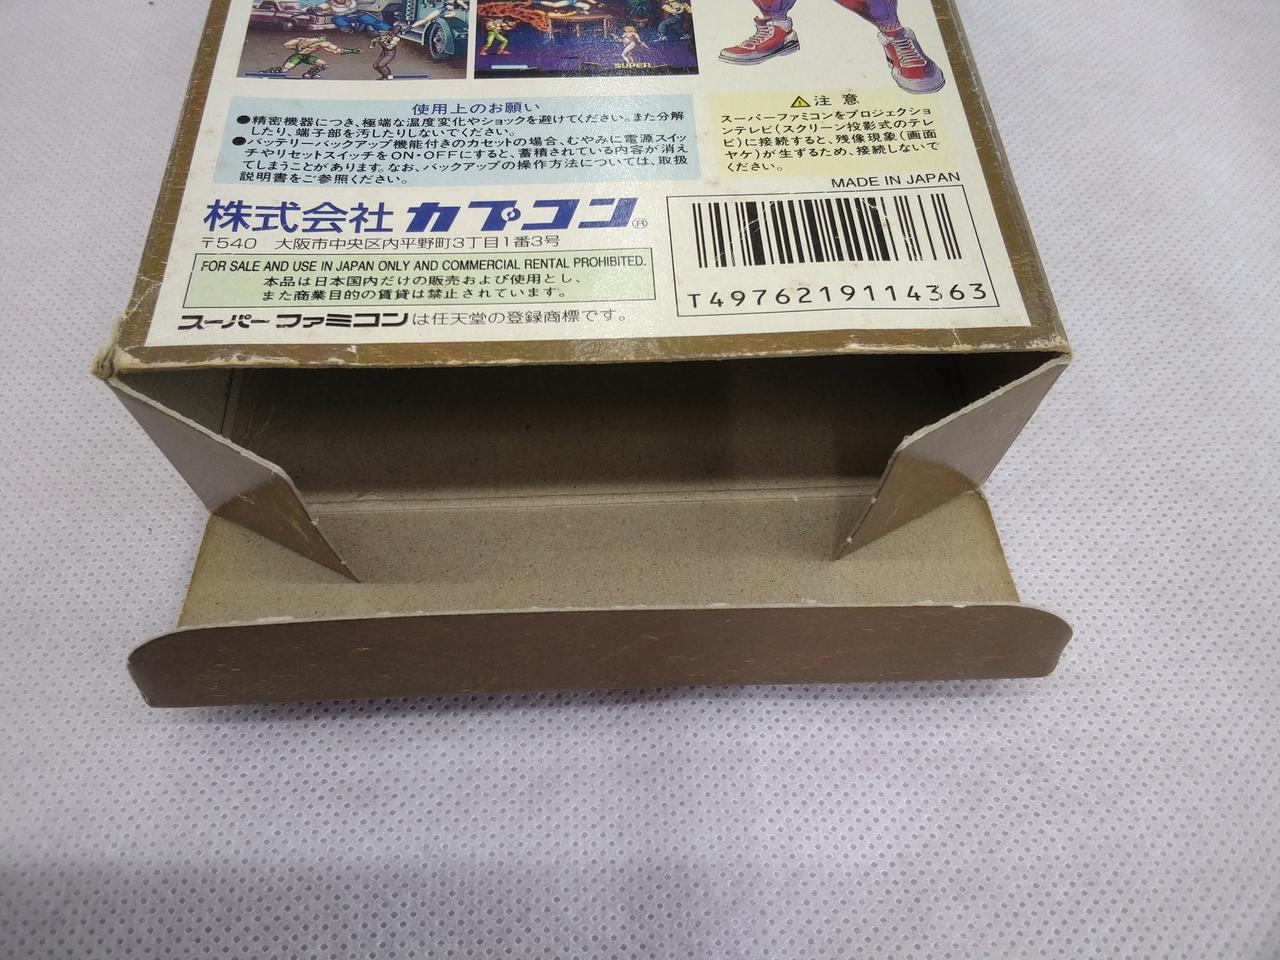 SUPER
使用上のお願い
●精密機器につき、極端な温度変化やショックを避けてください。また分解
したり、端子部を汚したりしないでください。
●バッテリーバックアップ機能付きのカセットの場合、むやみに電源スイッ
チやリセットスイッチをON・OFFにすると、蓄積されている内容が消え
てしまうことがあります。なお、バックアップの操作方法については、取扱
説明書をご参照ください。
⚠注意
スーパーファミコンをプロジェクショ
ンテレビ(スクリーン投影式のテレ
ビ)に接続すると、残像現象(画面
ヤケ)が生ずるため、接続しないで
ください。
MADE IN JAPAN
株式会社 カプコン®
〒540 大阪市中央区内平野町3丁目1番3号
FOR SALE AND USE IN JAPAN ONLY AND COMMERCIAL RENTAL PROHIBITED.
本品は日本国内だけの販売および使用とし、
また商業目的の賃貸は禁止されています。
スーパーファミコンは任天堂の登録商標です。
T4976219114363